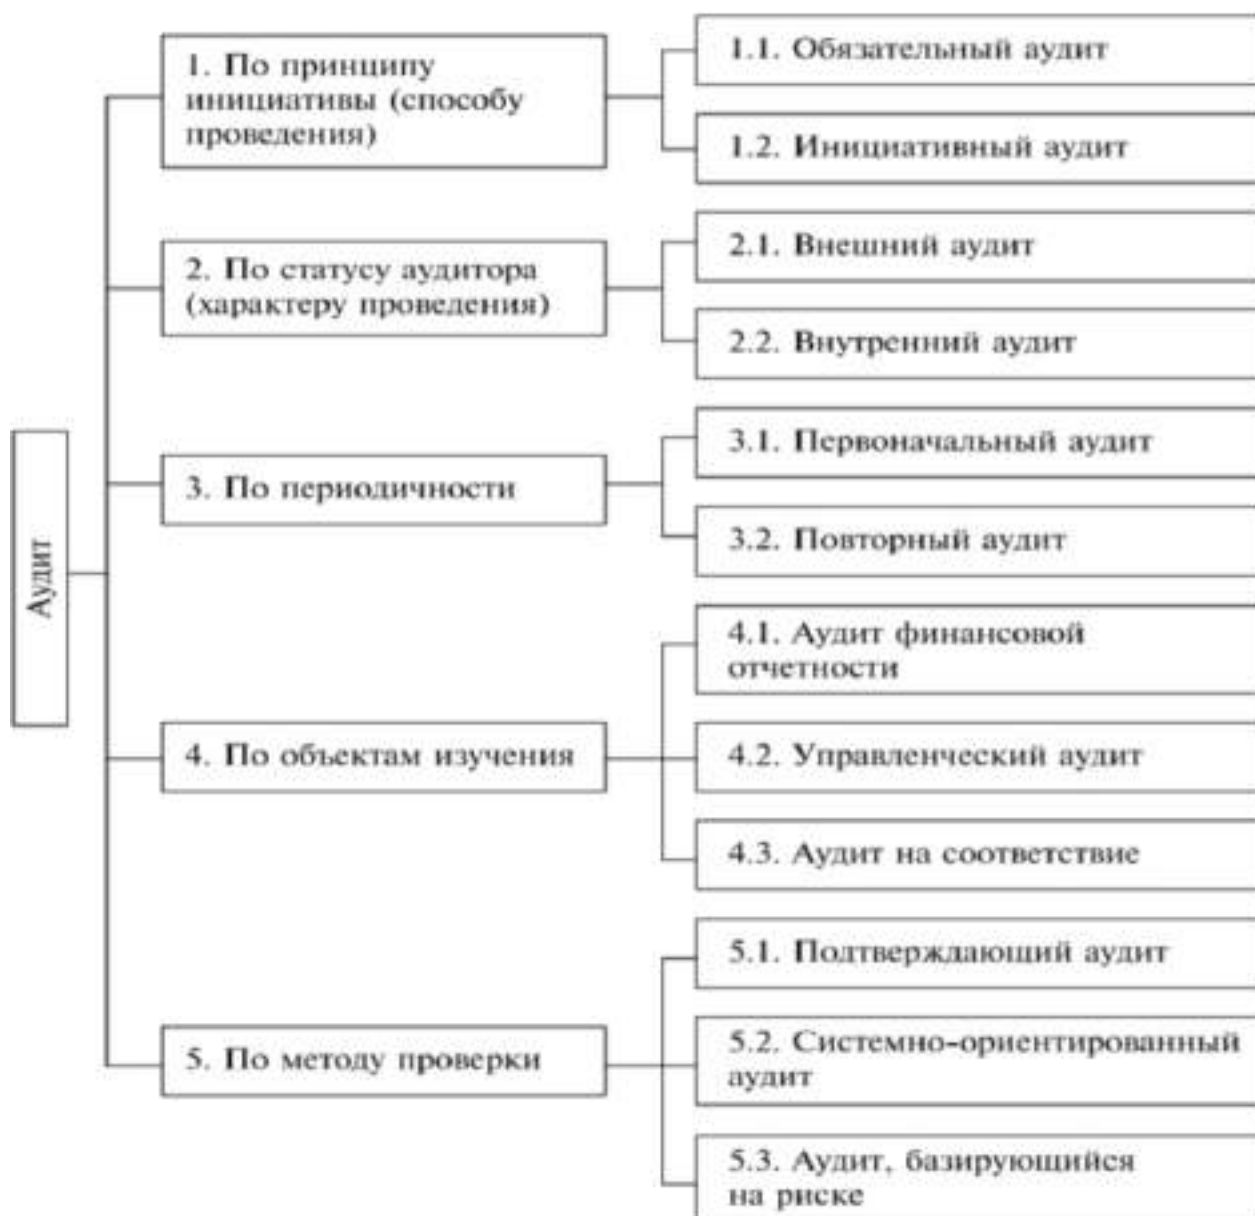 Аудит
1. По принципу
инициативы (способу
проведения)
1.1. Обязательный аудит
1.2. Инициативный аудит
2. По статусу аудитора
(характеру проведения)
2.1. Внешний аудит
2.2. Внутренний аудит
3. По периодичности
3.1. Первоначальный аудит
3.2. Повторный аудит
4. По объектам изучения
4.1. Аудит финансовой
отчетности
4.2. Управленческий аудит
4.3. Аудит на соответствие
5. По методу проверки
5.1. Подтверждающий аудит
5.2. Системно-ориентированный
аудит
5.3. Аудит, базирующийся
на риске